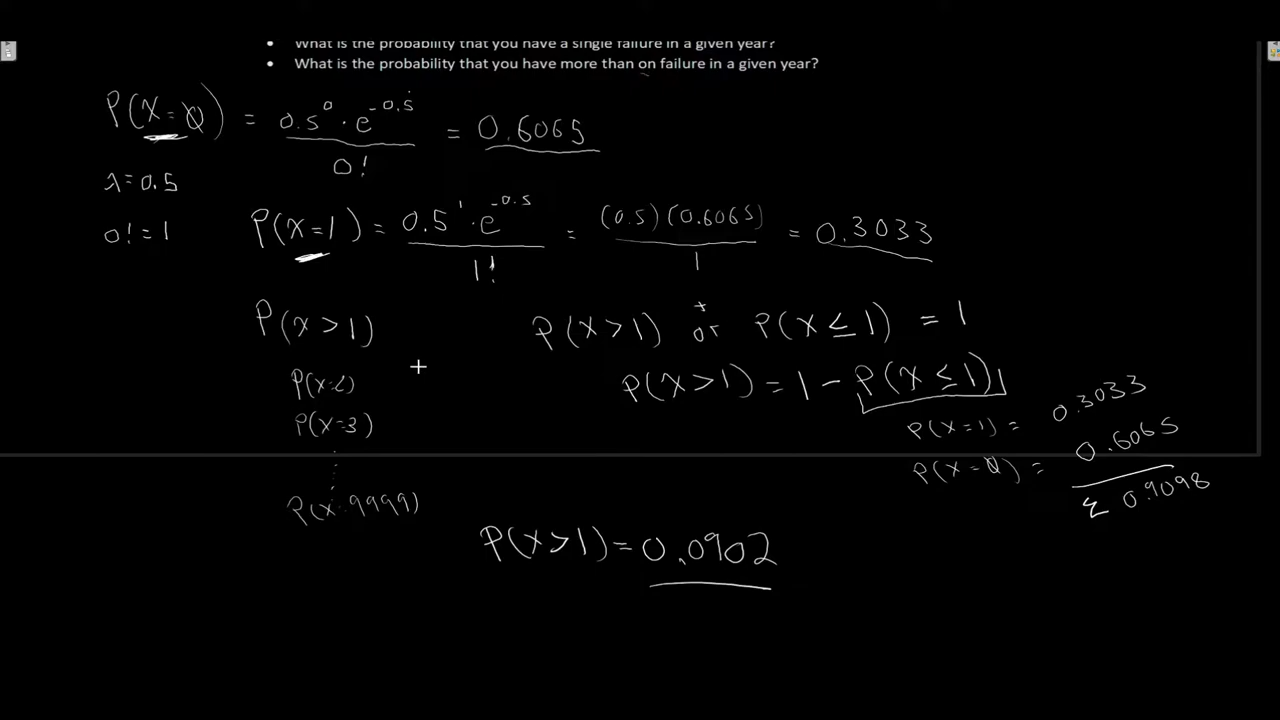 • What is the probability that you have a single failure in a given year?
• What is the probability that you have more than on failure in a given year?
P(X=0) = 0.5^0 · e^-0.5 / 0! = 0.6065
λ=0.5
0!=1
P(X=1) = 0.5^1 · e^-0.5 / 1! = (0.5)(0.6065) / 1 = 0.3033
P(X>1)
P(X=2)
P(X=3)
⋮
P(X=9999)
+
P(X>1) or P(X≤1) = 1
P(X>1) = 1 - P(X≤1)
P(X=1) = 0.3033
P(X=0) = 0.6065
Σ 0.9098
P(X>1) = 0.0902